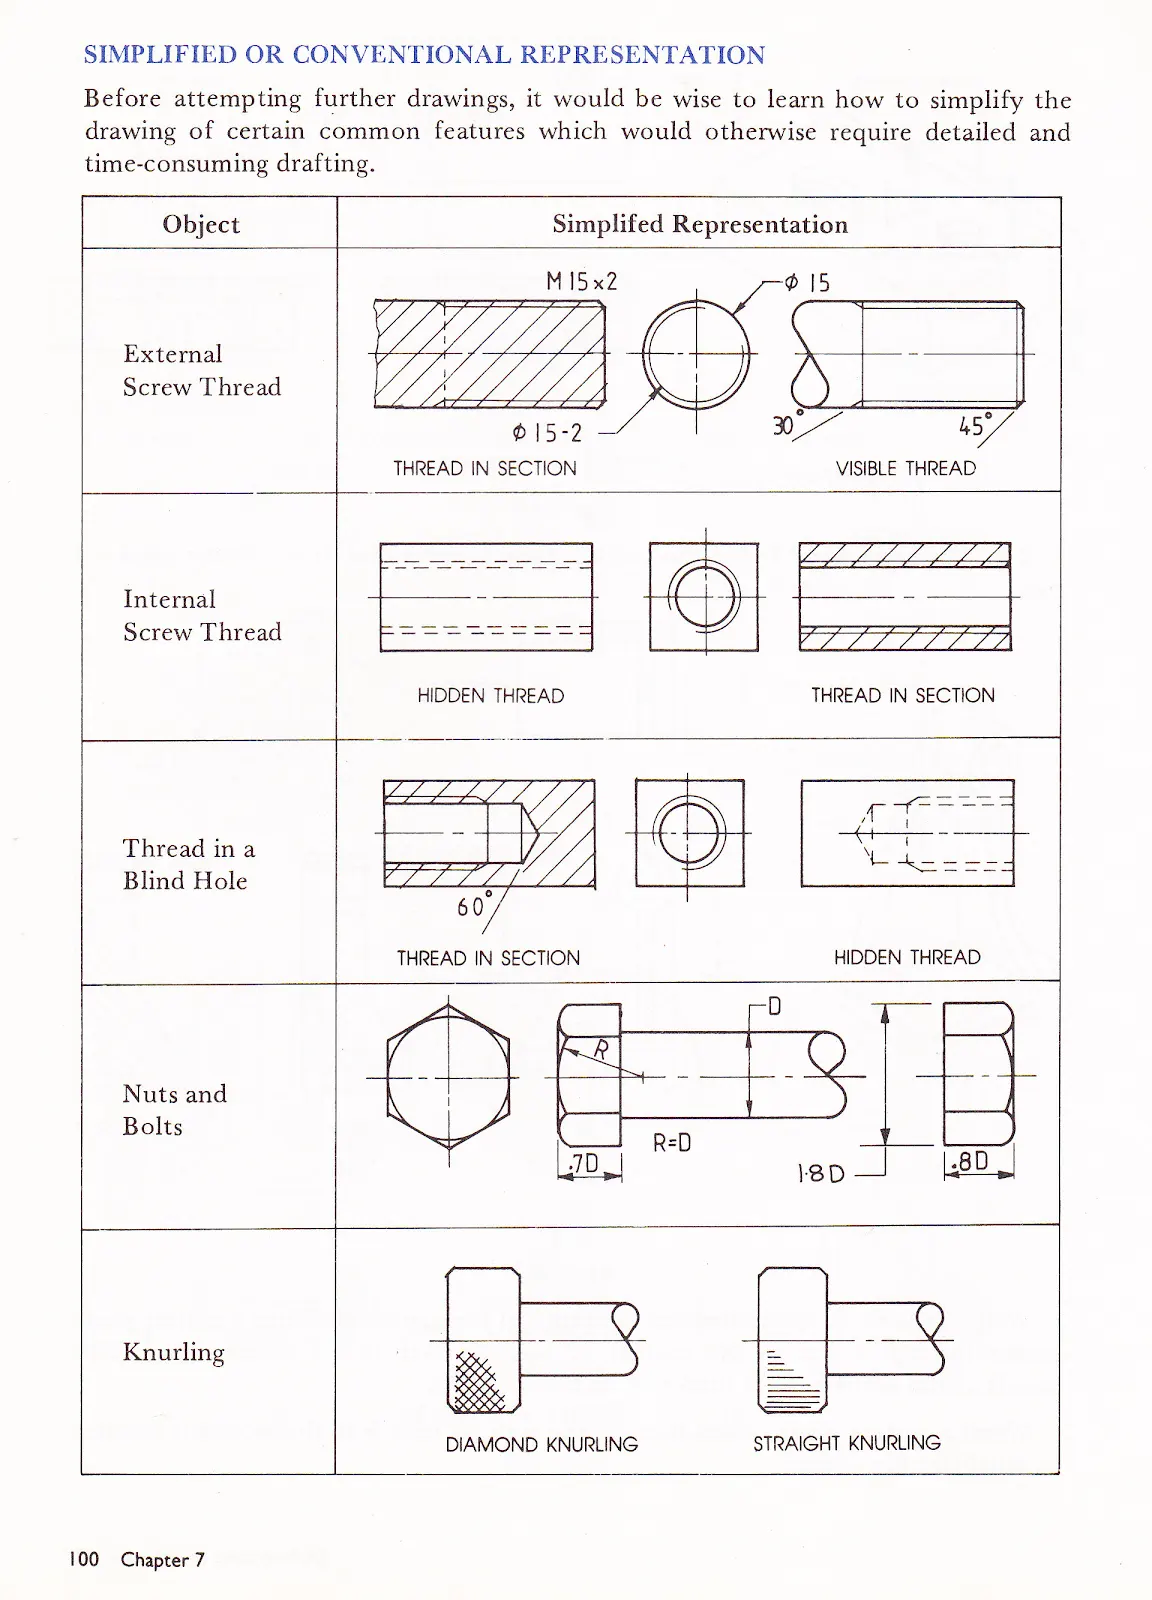 SIMPLIFIED OR CONVENTIONAL REPRESENTATION
Before attempting further drawings, it would be wise to learn how to simplify the
drawing of certain common features which would otherwise require detailed and
time-consuming drafting.
Object
Simplifed Representation
External
Screw Thread
M 15 x 2
Φ 15
Φ 15-2
30°
45°
THREAD IN SECTION
VISIBLE THREAD
Internal
Screw Thread
HIDDEN THREAD
THREAD IN SECTION
Thread in a
Blind Hole
60°
THREAD IN SECTION
HIDDEN THREAD
Nuts and
Bolts
D
R
R=D
.7D
1·8D
.8D
Knurling
DIAMOND KNURLING
STRAIGHT KNURLING
100 Chapter 7